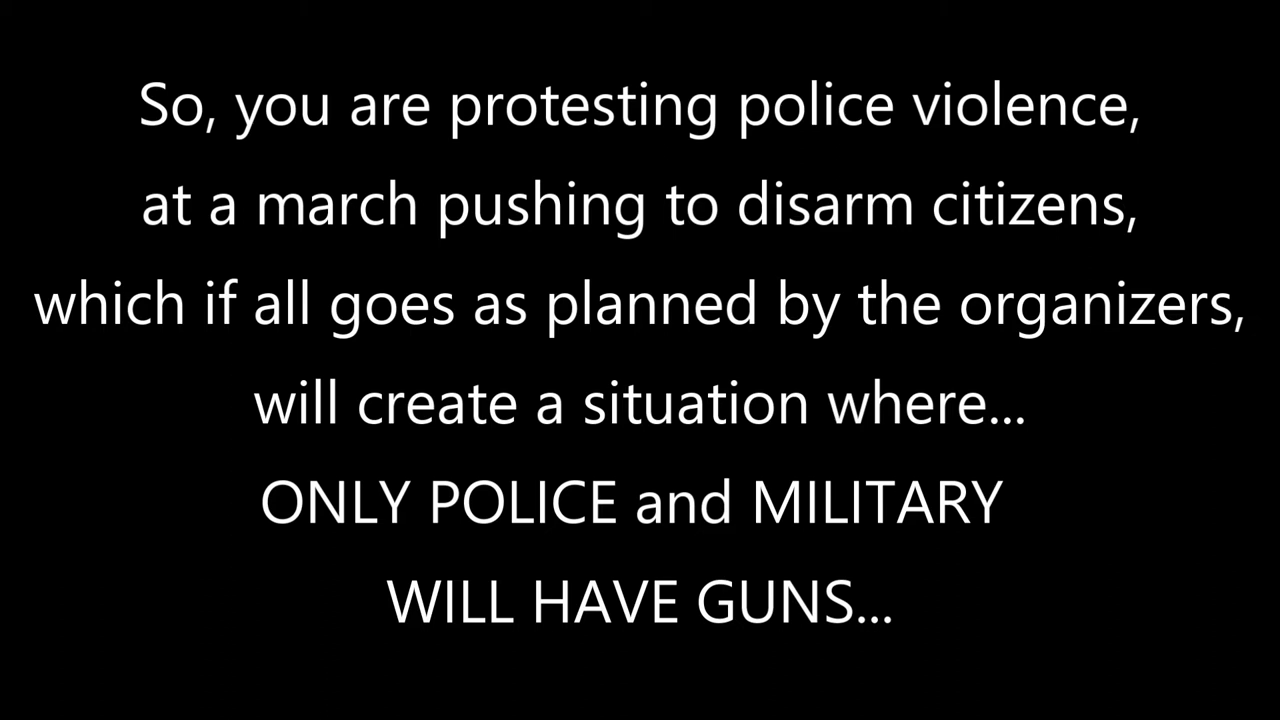 So, you are protesting police violence,
at a march pushing to disarm citizens,
which if all goes as planned by the organizers,
will create a situation where...
ONLY POLICE and MILITARY
WILL HAVE GUNS...